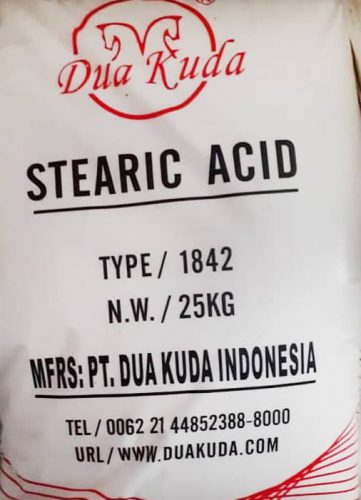 ®
Dua Kuda
STEARIC ACID
TYPE / 1842
N.W. / 25KG
MFRS: PT. DUA KUDA INDONESIA
TEL / 0062 21 44852388-8000
URL / WWW.DUAKUDA.COM